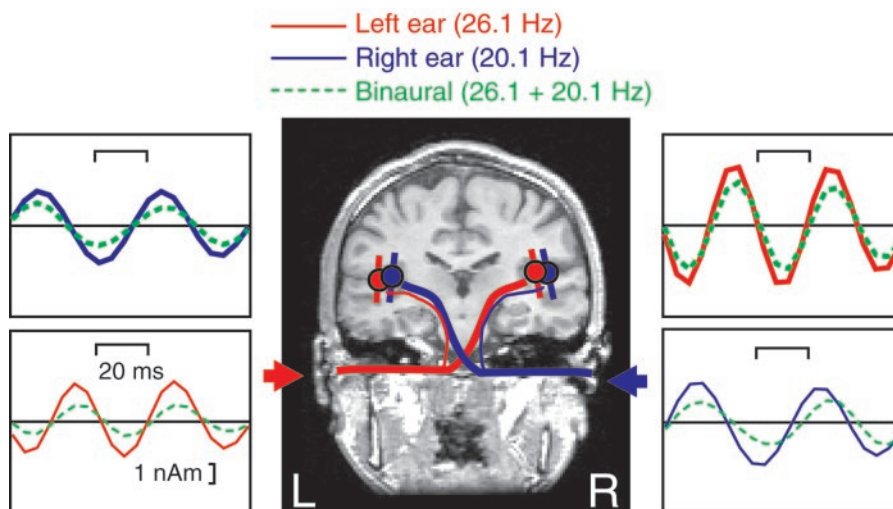 Left ear (26.1 Hz)
Right ear (20.1 Hz)
Binaural (26.1 + 20.1 Hz)
20 ms
1 nAm
L
R